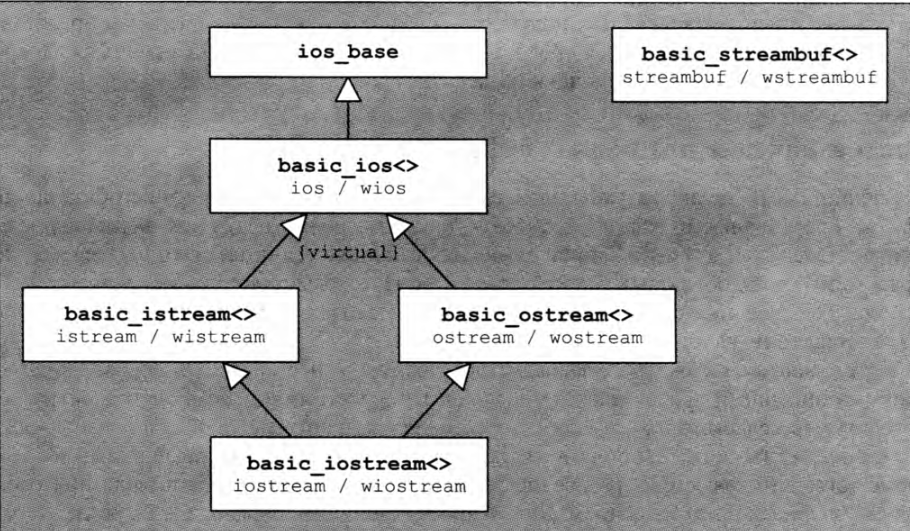 ios_base
basic_streambuf<>
streambuf / wstreambuf
basic_ios<>
ios / wios
{virtual}
basic_istream<>
istream / wistream
basic_ostream<>
ostream / wostream
basic_iostream<>
iostream / wiostream